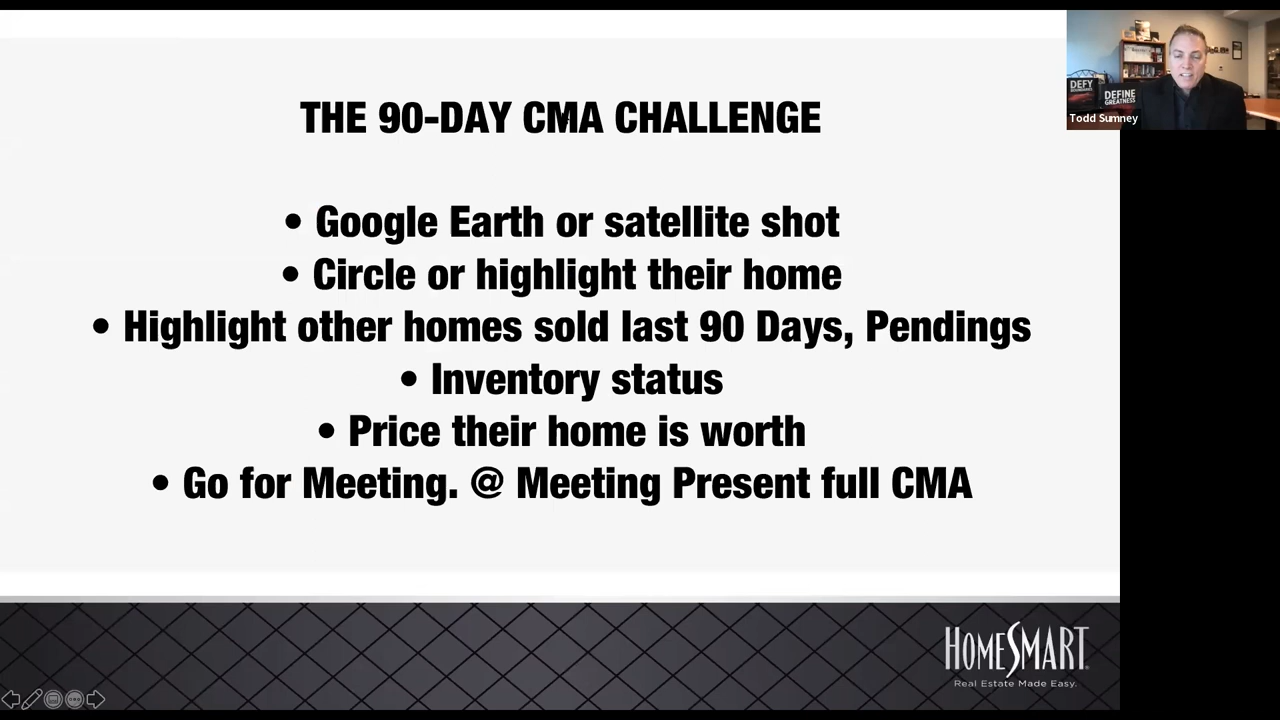 THE 90-DAY CMA CHALLENGE
• Google Earth or satellite shot
• Circle or highlight their home
• Highlight other homes sold last 90 Days, Pendings
• Inventory status
• Price their home is worth
• Go for Meeting. @ Meeting Present full CMA
DEFY
DEFINE
GREATNESS
Todd Sumney
HOMESMART
Real Estate Made Easy.